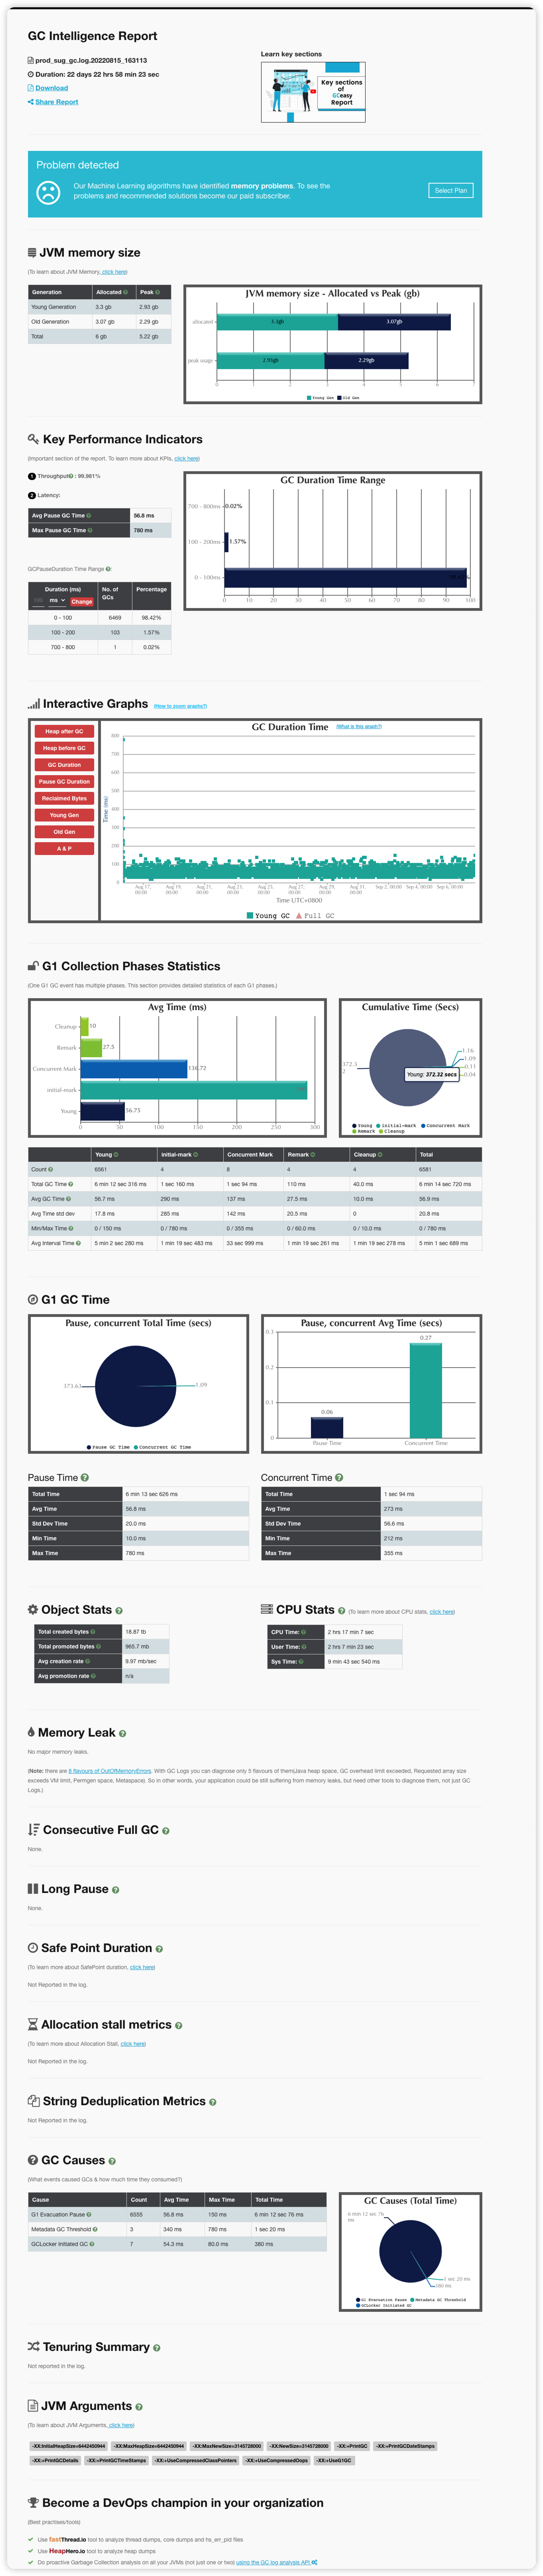 GC Intelligence Report
prod_sug_gc.log.20220815_163113
Duration: 22 days 22 hrs 58 min 23 sec
Download
Share Report
Learn key sections
Key sections
of
GCeasy
Report
Problem detected
Our Machine Learning algorithms have identified memory problems. To see the
problems and recommended solutions become our paid subscriber.
Select Plan
JVM memory size
(To learn about JVM Memory, click here)
Generation Allocated Peak
Young Generation 3.3 gb 2.93 gb
Old Generation 3.07 gb 2.29 gb
Total 6 gb 5.22 gb
JVM memory size - Allocated vs Peak (gb)
allocated 3.3gb 3.07gb
peak usage 2.93gb 2.29gb
0 1 2 3 4 5 6 7
Young Gen Old Gen
Key Performance Indicators
(Important section of the report. To learn more about KPIs, click here)
1 Throughput : 99.981%
2 Latency:
Avg Pause GC Time 56.8 ms
Max Pause GC Time 780 ms
GCPauseDuration Time Range :
Duration (ms) No. of GCs Percentage
ms Change
0 - 100 6469 98.42%
100 - 200 103 1.57%
700 - 800 1 0.02%
GC Duration Time Range
700 - 800ms 0.02%
100 - 200ms 1.57%
0 - 100ms
0 10 20 30 40 50 60 70 80 90 100
Interactive Graphs (How to zoom graphs?)
Heap after GC
Heap before GC
GC Duration
Pause GC Duration
Reclaimed Bytes
Young Gen
Old Gen
A & P
GC Duration Time (What is this graph?)
Time (ms)
800
700
600
500
400
300
200
100
0
Aug 17, 00:00 Aug 19, 00:00 Aug 21, 00:00 Aug 23, 00:00 Aug 25, 00:00 Aug 27, 00:00 Aug 29, 00:00 Aug 31, 00:00 Sep 2, 00:00 Sep 4, 00:00 Sep 6, 00:00
Time UTC+0800
Young GC Full GC
G1 Collection Phases Statistics
(One G1 GC event has multiple phases. This section provides detailed statistics of each G1 phases.)
Avg Time (ms)
Cleanup 10
Remark 27.5
Concurrent Mark 136.72
initial-mark
Young 56.75
0 50 100 150 200 250 300
Cumulative Time (Secs)
372.3
2
1.16
1.09
0.11
0.04
Young: 372.32 secs
Young initial-mark Concurrent Mark
Remark Cleanup
Young initial-mark Concurrent Mark Remark Cleanup Total
Count 6561 4 8 4 4 6581
Total GC Time 6 min 12 sec 316 ms 1 sec 160 ms 1 sec 94 ms 110 ms 40.0 ms 6 min 14 sec 720 ms
Avg GC Time 56.7 ms 290 ms 137 ms 27.5 ms 10.0 ms 56.9 ms
Avg Time std dev 17.8 ms 285 ms 142 ms 20.5 ms 0 20.8 ms
Min/Max Time 0 / 150 ms 0 / 780 ms 0 / 355 ms 0 / 60.0 ms 0 / 10.0 ms 0 / 780 ms
Avg Interval Time 5 min 2 sec 280 ms 1 min 19 sec 483 ms 33 sec 999 ms 1 min 19 sec 261 ms 1 min 19 sec 278 ms 5 min 1 sec 689 ms
G1 GC Time
Pause, concurrent Total Time (secs)
373.63 1.09
Pause GC Time Concurrent GC Time
Pause, concurrent Avg Time (secs)
0.3
0.2
0.1
0
0.06 0.27
Pause Time Concurrent Time
Pause Time
Total Time 6 min 13 sec 626 ms
Avg Time 56.8 ms
Std Dev Time 20.0 ms
Min Time 10.0 ms
Max Time 780 ms
Concurrent Time
Total Time 1 sec 94 ms
Avg Time 273 ms
Std Dev Time 56.6 ms
Min Time 212 ms
Max Time 355 ms
Object Stats
Total created bytes 18.87 tb
Total promoted bytes 965.7 mb
Avg creation rate 9.97 mb/sec
Avg promotion rate n/a
CPU Stats (To learn more about CPU stats, click here)
CPU Time: 2 hrs 17 min 7 sec
User Time: 2 hrs 7 min 23 sec
Sys Time: 9 min 43 sec 540 ms
Memory Leak
No major memory leaks.
(Note: there are 8 flavours of OutOfMemoryErrors. With GC Logs you can diagnose only 5 flavours of them(Java heap space, GC overhead limit exceeded, Requested array size
exceeds VM limit, Permgen space, Metaspace). So in other words, your application could be still suffering from memory leaks, but need other tools to diagnose them, not just GC
Logs.)
Consecutive Full GC
None.
Long Pause
None.
Safe Point Duration
(To learn more about SafePoint duration, click here)
Not Reported in the log.
Allocation stall metrics
(To learn more about Allocation Stall, click here)
Not Reported in the log.
String Deduplication Metrics
Not Reported in the log.
GC Causes
(What events caused GCs & how much time they consumed?)
Cause Count Avg Time Max Time Total Time
G1 Evacuation Pause 6555 56.8 ms 150 ms 6 min 12 sec 76 ms
Metadata GC Threshold 3 340 ms 780 ms 1 sec 20 ms
GCLocker Initiated GC 7 54.3 ms 80.0 ms 380 ms
GC Causes (Total Time)
6 min 12 sec 76
ms
1 sec 20 ms
380 ms
G1 Evacuation Pause Metadata GC Threshold
GCLocker Initiated GC
Tenuring Summary
Not reported in the log.
JVM Arguments
(To learn about JVM Arguments, click here)
-XX:InitialHeapSize=6442450944 -XX:MaxHeapSize=6442450944 -XX:MaxNewSize=3145728000 -XX:NewSize=3145728000 -XX:+PrintGC -XX:+PrintGCDateStamps
-XX:+PrintGCDetails -XX:+PrintGCTimeStamps -XX:+UseCompressedClassPointers -XX:+UseCompressedOops -XX:+UseG1GC
Become a DevOps champion in your organization
(Best practises/tools)
Use fastThread.io tool to analyze thread dumps, core dumps and hs_err_pid files
Use HeapHero.io tool to analyze heap dumps
Do proactive Garbage Collection analysis on all your JVMs (not just one or two) using the GC log analysis API